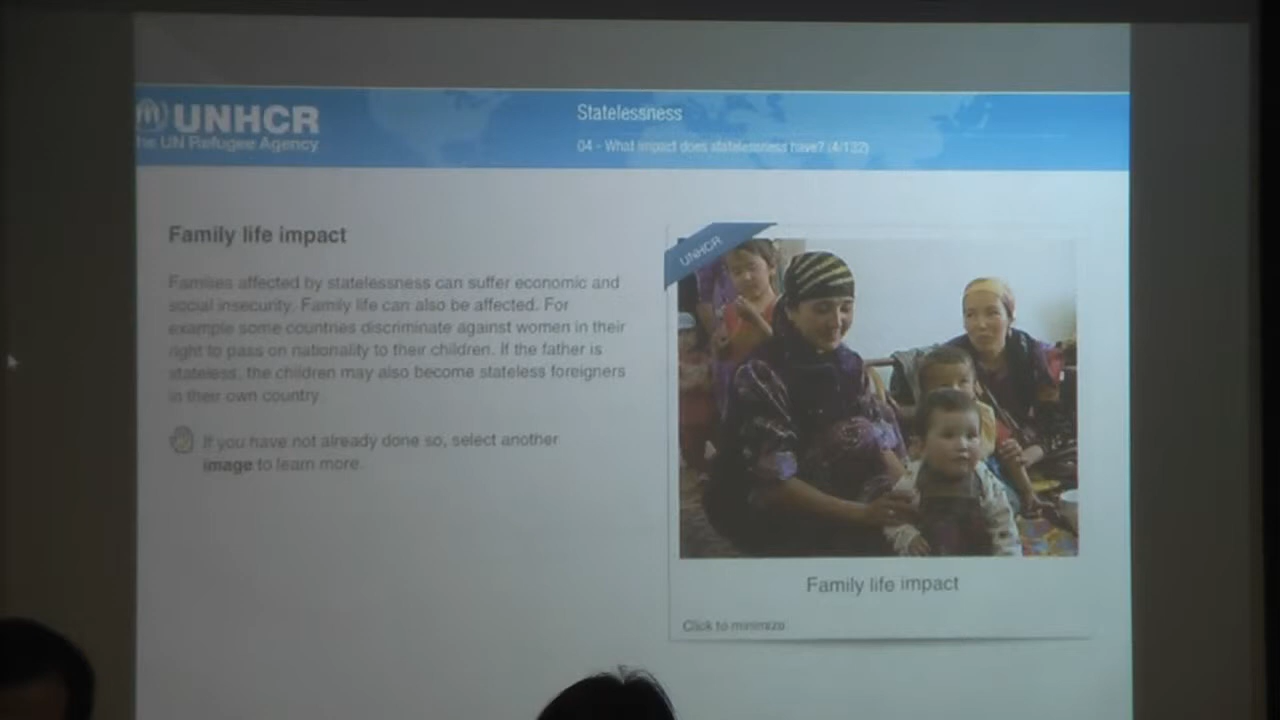 UNHCR
he UN Refugee Agency
Statelessness
04 - What impact does statelessness have? (4/132)
Family life impact
Families affected by statelessness can suffer economic and
social insecurity. Family life can also be affected. For
example some countries discriminate against women in their
right to pass on nationality to their children. If the father is
stateless, the children may also become stateless foreigners
in their own country.
If you have not already done so, select another
image to learn more.
UNHCR
Family life impact
Click to minimize